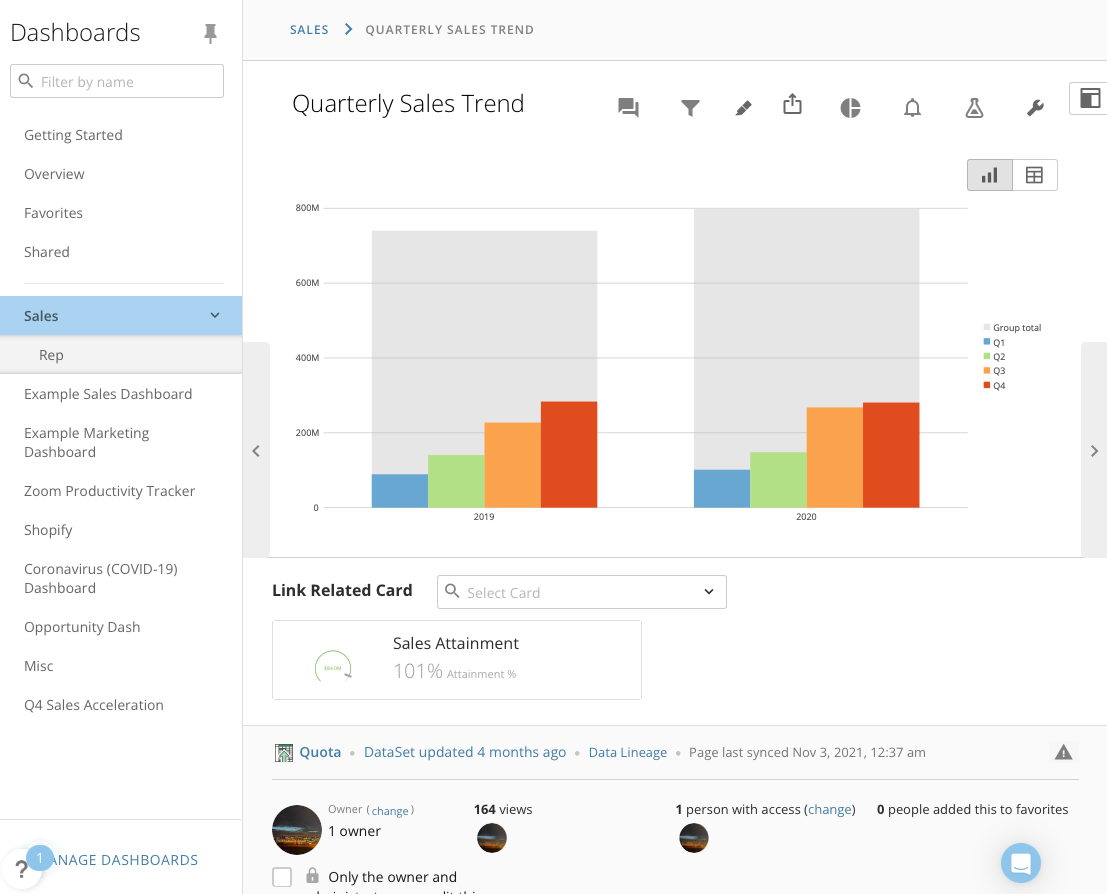 Dashboards
Filter by name
Getting Started
Overview
Favorites
Shared
Sales
Rep
Example Sales Dashboard
Example Marketing
Dashboard
Zoom Productivity Tracker
Shopify
Coronavirus (COVID-19)
Dashboard
Opportunity Dash
Misc
Q4 Sales Acceleration
? 1 ANAGE DASHBOARDS
SALES > QUARTERLY SALES TREND
Quarterly Sales Trend
800M
600M
400M
200M
0
2019 2020
Group total
Q1
Q2
Q3
Q4
Link Related Card
Select Card
Sales Attainment
101% Attainment %
Quota • DataSet updated 4 months ago • Data Lineage • Page last synced Nov 3, 2021, 12:37 am
Owner (change)
1 owner
164 views
1 person with access (change)
0 people added this to favorites
Only the owner and